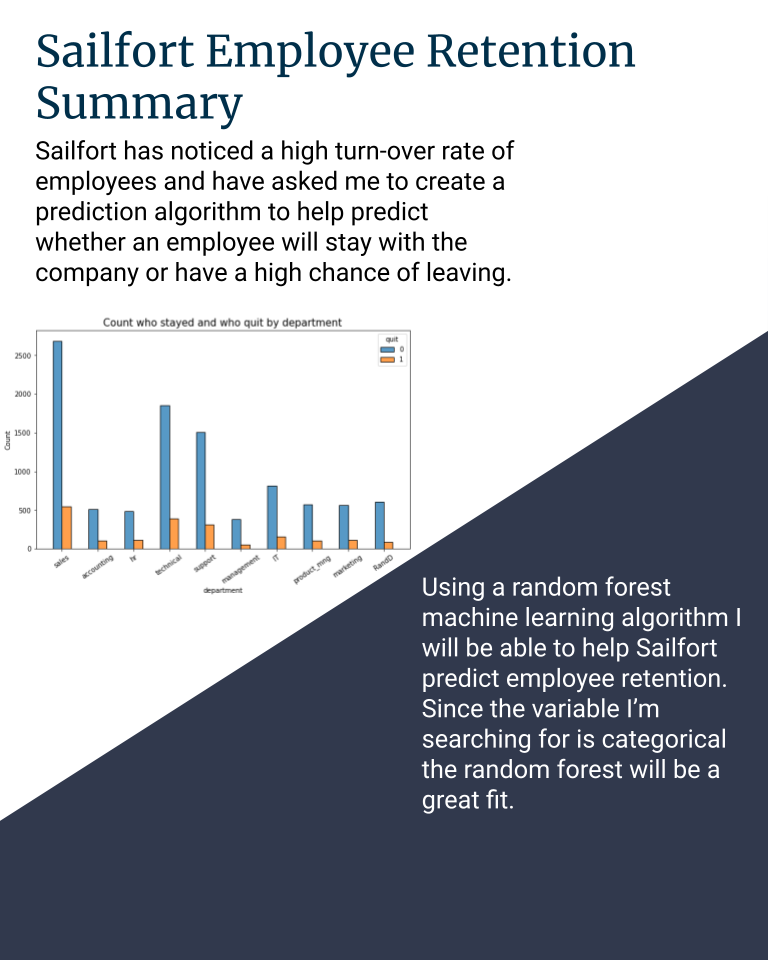 Sailfort Employee Retention
Summary
Sailfort has noticed a high turn-over rate of
employees and have asked me to create a
prediction algorithm to help predict
whether an employee will stay with the
company or have a high chance of leaving.
Count who stayed and who quit by department
quit
0
1
Count
2500
2000
1500
1000
500
0
sales
accounting
hr
technical
support
management
IT
product_mng
marketing
RandD
department
Using a random forest
machine learning algorithm I
will be able to help Sailfort
predict employee retention.
Since the variable I’m
searching for is categorical
the random forest will be a
great fit.